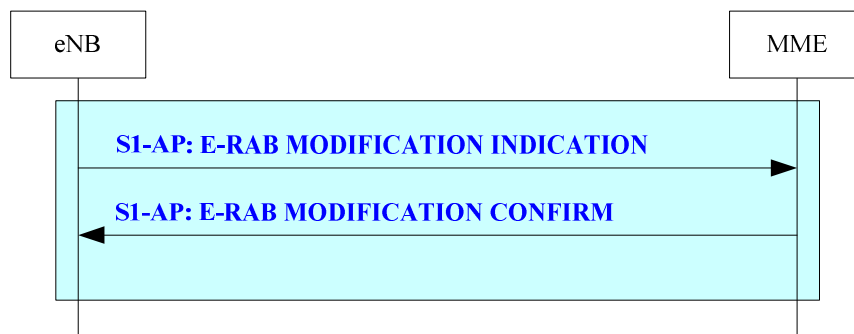 eNB
MME
S1-AP: E-RAB MODIFICATION INDICATION
S1-AP: E-RAB MODIFICATION CONFIRM